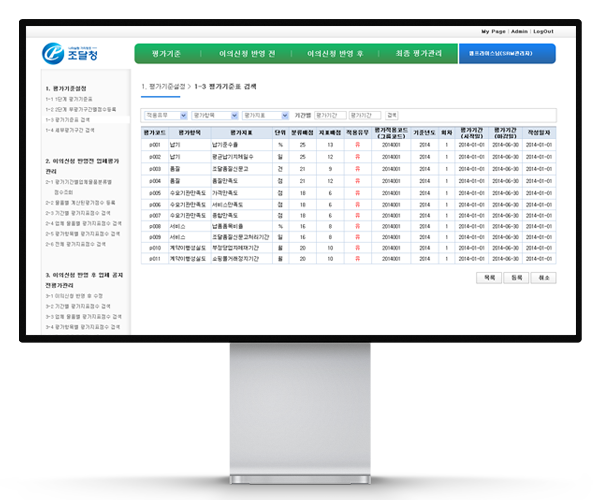 My Page | Admin | LogOut
조달청
평가기준 | 이의신청 반영 전 | 이의신청 반영 후 | 최종 평가관리
1. 평가기준설정
1-1 1단계 평가기준표
1-2 2단계 부평가구간별점수등록
1-3 평가기준표 검색
1-4 세부평가구간 검색
2. 이의신청 반영전 업체평가
관리
2-1 평가기간별업체물품분류별
점수조회
2-2 물품별 계산된평가점수 등록
2-3 기간별 평가지표점수 검색
2-4 업체 물품별 평가지표점수 검색
2-5 평가항목별 평가지표점수 검색
2-6 전체 평가지표점수 검색
3. 이의신청 반영 후 업체 공지
전평가관리
3-1 이의신청 반영 후 수정
3-2 기간별 평가지표점수 검색
3-3 업체 물품별 평가지표점수 검색
3-4 평가항목별 평가지표점수 검색
1. 평가기준설정 > 1-3 평가기준표 검색
적용유무 평가항목 평가지표 기간별 평가기간 평가기간 검색
평가코드 평가항목 평가지표 단위 분류배점 지표배점 적용유무 평가적용코드(그룹코드) 기준년도 회차 평가기간(시작일) 평가기간(마감일) 작성일자
p001 납기 납기준수율 % 25 13 유 2014001 2014 1 2014-01-01 2014-06-30 2014-01-01
p002 납기 평균납기지체일수 일 25 12 유 2014001 2014 1 2014-01-01 2014-06-30 2014-01-01
p003 품질 조달품질신문고 건 21 9 유 2014001 2014 1 2014-01-01 2014-06-30 2014-01-01
p004 품질 품질만족도 점 21 12 유 2014001 2014 1 2014-01-01 2014-06-30 2014-01-01
p005 수요기관만족도 가격만족도 점 18 6 유 2014001 2014 1 2014-01-01 2014-06-30 2014-01-01
p006 수요기관만족도 서비스만족도 점 18 6 유 2014001 2014 1 2014-01-01 2014-06-30 2014-01-01
p007 수요기관만족도 종합만족도 점 18 6 유 2014001 2014 1 2014-01-01 2014-06-30 2014-01-01
p008 서비스 납품품목비율 % 16 8 유 2014001 2014 1 2014-01-01 2014-06-30 2014-01-01
p009 서비스 조달품질신문고처리기간 일 16 8 유 2014001 2014 1 2014-01-01 2014-06-30 2014-01-01
p010 계약이행성실도 부정당업자제재기간 월 20 10 유 2014001 2014 1 2014-01-01 2014-06-30 2014-01-01
p011 계약이행성실도 쇼핑몰거래정지기간 월 20 10 유 2014001 2014 1 2014-01-01 2014-06-30 2014-01-01
목록 등록 취소